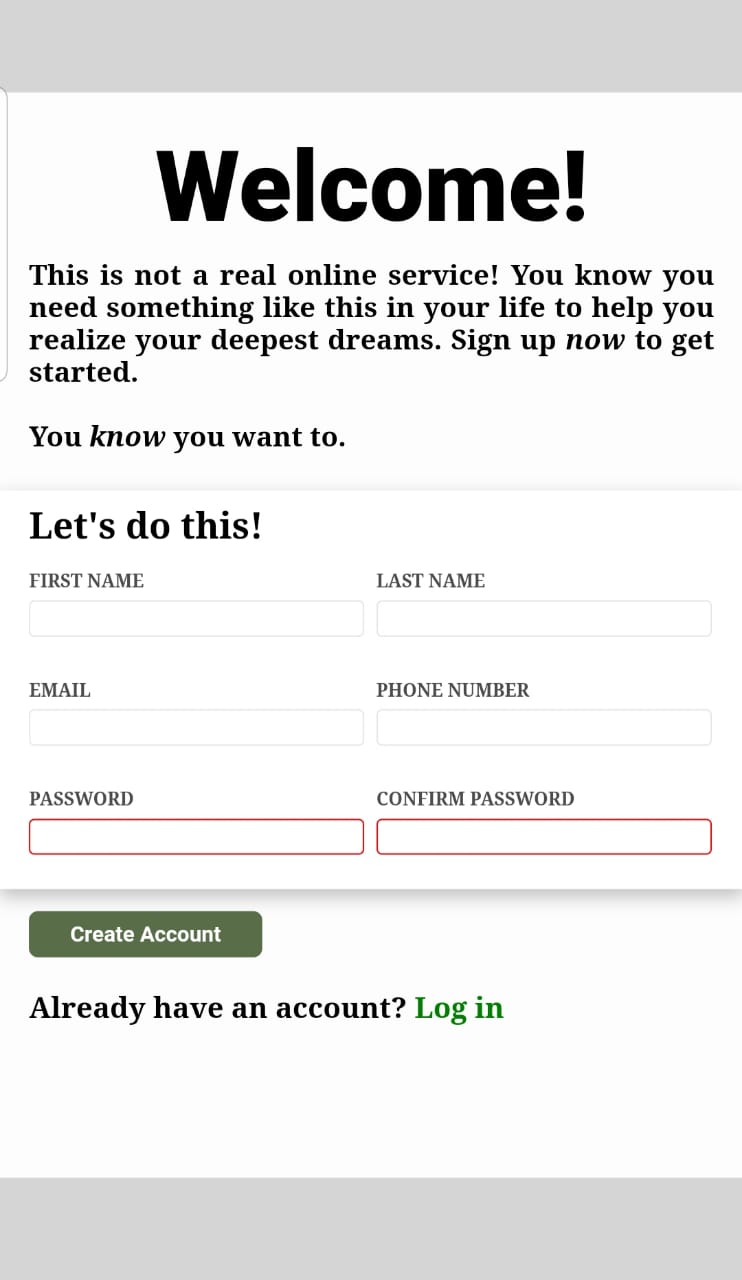 Welcome!
This is not a real online service! You know you
need something like this in your life to help you
realize your deepest dreams. Sign up now to get
started.
You know you want to.
Let's do this!
FIRST NAME
LAST NAME
EMAIL
PHONE NUMBER
PASSWORD
CONFIRM PASSWORD
Create Account
Already have an account? Log in